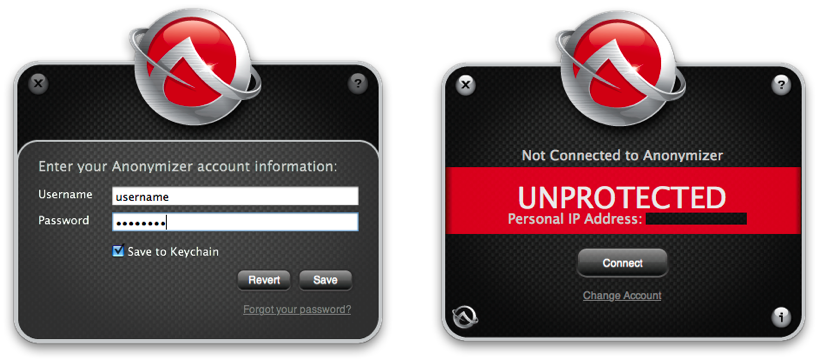 x
?
Enter your Anonymizer account information:
Username
username
Password
••••••••
Save to Keychain
Revert
Save
Forgot your password?
x
?
Not Connected to Anonymizer
UNPROTECTED
Personal IP Address:
Connect
Change Account
i